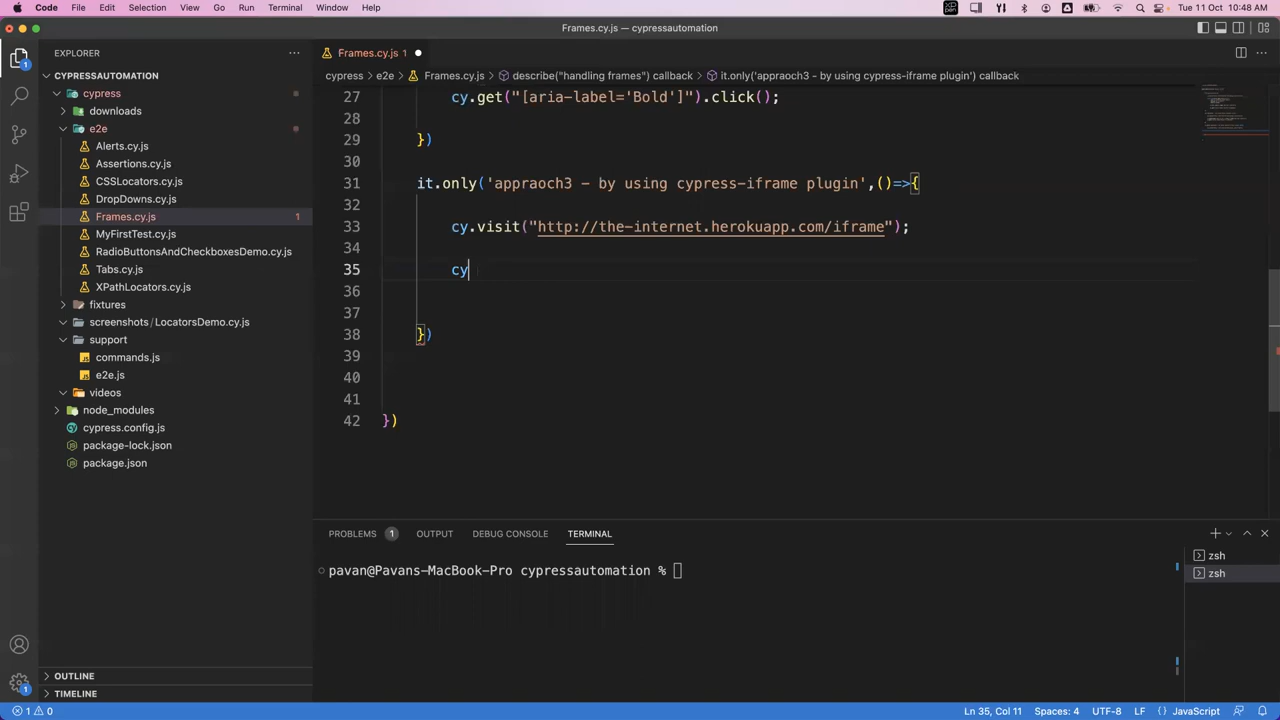 Code File Edit Selection View Go Run Terminal Window Help Tue 11 Oct 10:48 AM
Frames.cy.js — cypressautomation
EXPLORER
Frames.cy.js 1
CYPRESSAUTOMATION
cypress
downloads
e2e
Alerts.cy.js
Assertions.cy.js
CSSLocators.cy.js
DropDowns.cy.js
Frames.cy.js 1
MyFirstTest.cy.js
RadioButtonsAndCheckboxesDemo.cy.js
Tabs.cy.js
XPathLocators.cy.js
fixtures
screenshots / LocatorsDemo.cy.js
support
commands.js
e2e.js
videos
node_modules
cypress.config.js
package-lock.json
package.json
OUTLINE
TIMELINE
1
1
cypress > e2e > Frames.cy.js > describe("handling frames") callback > it.only('appraoch3 - by using cypress-iframe plugin') callback
27 cy.get("[aria-label='Bold']").click();
28
29 })
30
31 it.only('appraoch3 - by using cypress-iframe plugin',()=>{
32
33 cy.visit("http://the-internet.herokuapp.com/iframe");
34
35 cy
36
37
38 })
39
40
41
42 })
PROBLEMS 1 OUTPUT DEBUG CONSOLE TERMINAL
pavan@Pavans-MacBook-Pro cypressautomation %
zsh
zsh
1 0 Ln 35, Col 11 Spaces: 4 UTF-8 LF {} JavaScript